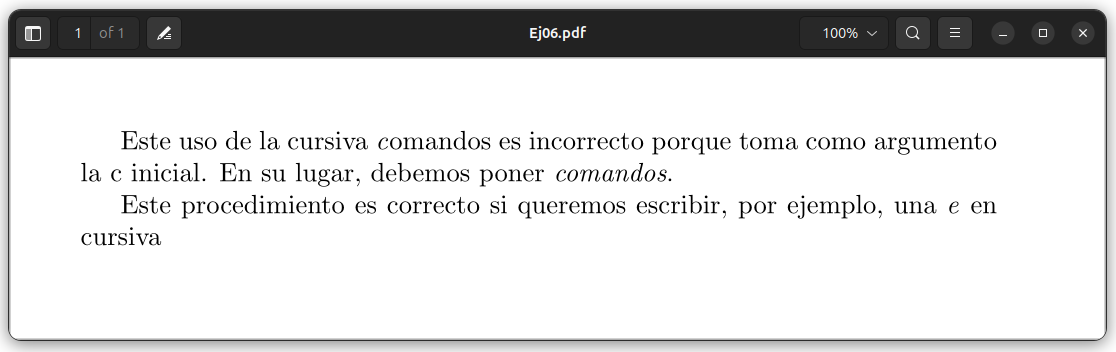 1 of 1 Ej06.pdf 100%
Este uso de la cursiva comandos es incorrecto porque toma como argumento
la c inicial. En su lugar, debemos poner comandos.
Este procedimiento es correcto si queremos escribir, por ejemplo, una e en
cursiva